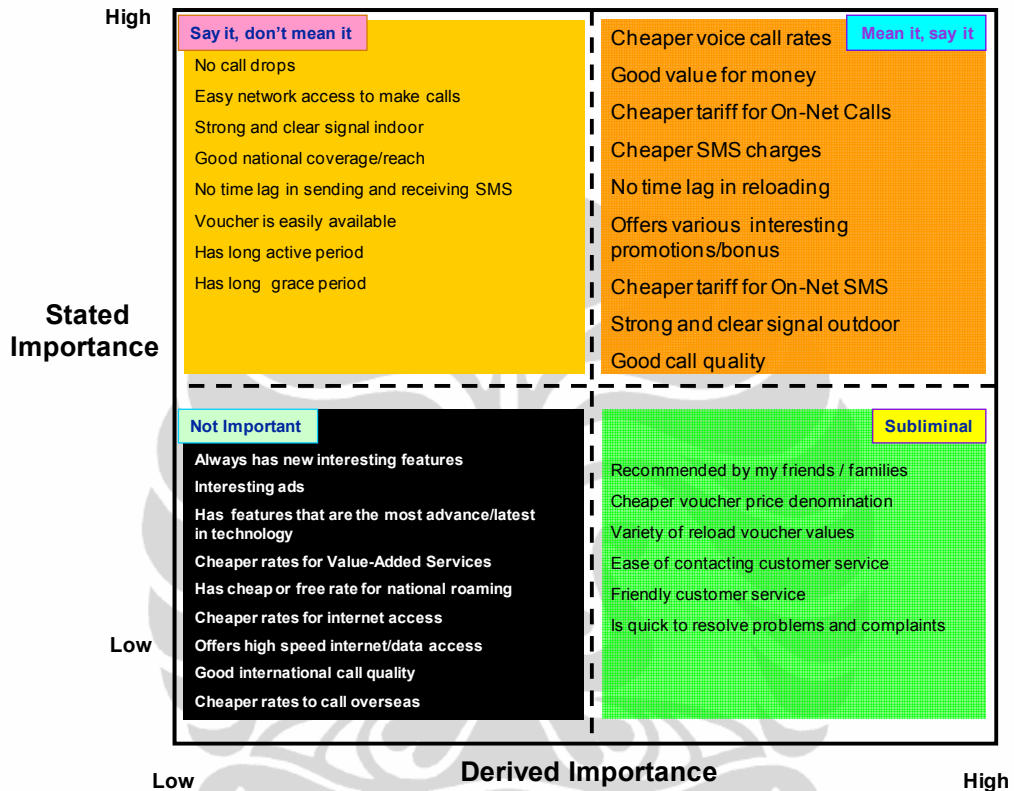 High
Say it, don't mean it
No call drops
Easy network access to make calls
Strong and clear signal indoor
Good national coverage/reach
No time lag in sending and receiving SMS
Voucher is easily available
Has long active period
Has long grace period
Mean it, say it
Cheaper voice call rates
Good value for money
Cheaper tariff for On-Net Calls
Cheaper SMS charges
No time lag in reloading
Offers various interesting
promotions/bonus
Cheaper tariff for On-Net SMS
Strong and clear signal outdoor
Good call quality
Stated
Importance
Not Important
Always has new interesting features
Interesting ads
Has features that are the most advance/latest
in technology
Cheaper rates for Value-Added Services
Has cheap or free rate for national roaming
Cheaper rates for internet access
Offers high speed internet/data access
Good international call quality
Cheaper rates to call overseas
Subliminal
Recommended by my friends / families
Cheaper voucher price denomination
Variety of reload voucher values
Ease of contacting customer service
Friendly customer service
Is quick to resolve problems and complaints
Low
Low
Derived Importance
High